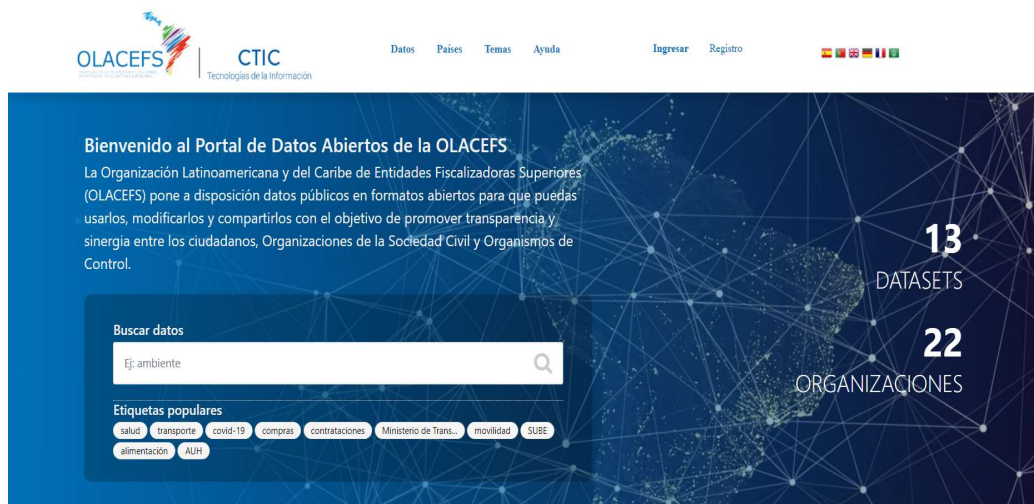 OLACEFS
CTIC
Tecnologías de la Información
Datos Países Temas Ayuda
Ingresar Registro
Bienvenido al Portal de Datos Abiertos de la OLACEFS
La Organización Latinoamericana y del Caribe de Entidades Fiscalizadoras Superiores
(OLACEFS) pone a disposición datos públicos en formatos abiertos para que puedas
usarlos, modificarlos y compartirlos con el objetivo de promover transparencia y
sinergia entre los ciudadanos, Organizaciones de la Sociedad Civil y Organismos de
Control.
13
DATASETS
22
ORGANIZACIONES
Buscar datos
Ej: ambiente
Etiquetas populares
salud transporte covid-19 compras contrataciones Ministerio de Trans... movilidad SUBE
alimentación AUH